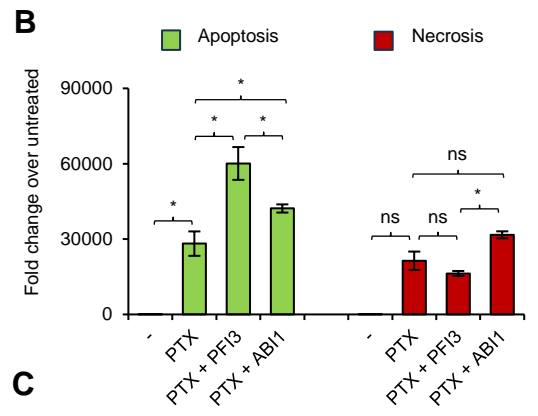 B
Apoptosis
Necrosis
Fold change over untreated
90000
60000
30000
0
*
*
*
*
ns
ns
ns
*
-
PTX
PTX + PFI3
PTX + ABI1
-
PTX
PTX + PFI3
PTX + ABI1
C